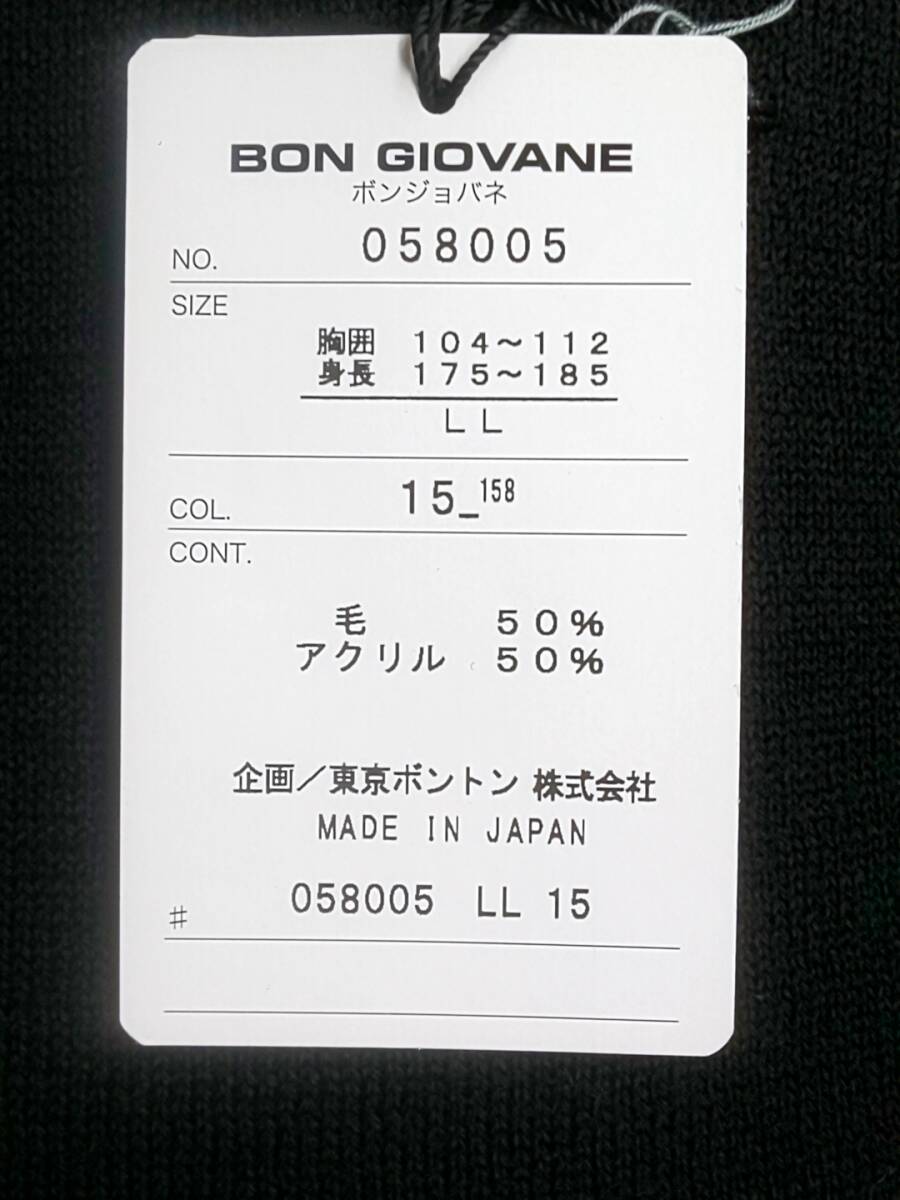 BON GIOVANE
ボンジョバネ
NO. 058005
SIZE
胸囲 104～112
身長 175～185
LL
COL. 15_158
CONT.
毛 50%
アクリル 50%
企画／東京ボントン 株式会社
MADE IN JAPAN
# 058005 LL 15